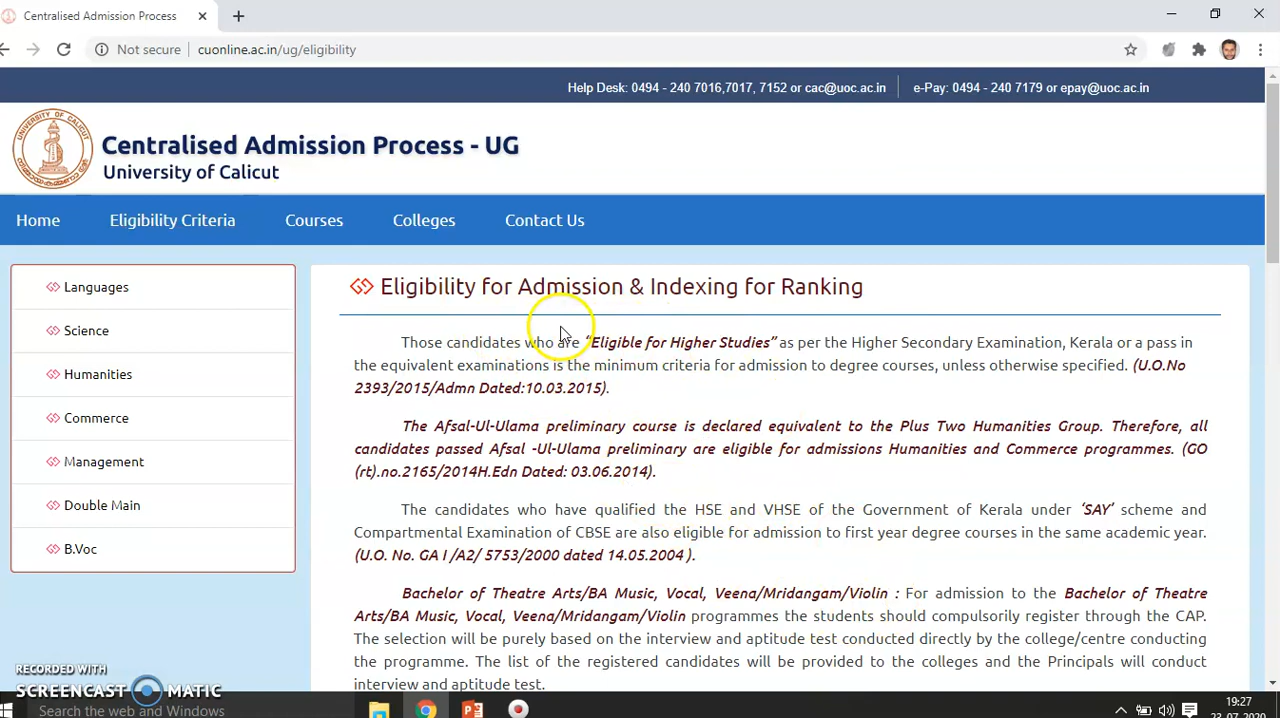 Centralised Admission Process
Not secure
cuonline.ac.in/ug/eligibility
Help Desk: 0494 - 240 7016,7017, 7152 or cac@uoc.ac.in
e-Pay: 0494 - 240 7179 or epay@uoc.ac.in
Centralised Admission Process - UG
University of Calicut
Home Eligibility Criteria Courses Colleges Contact Us
Languages
Science
Humanities
Commerce
Management
Double Main
B.Voc
Eligibility for Admission & Indexing for Ranking
Those candidates who are "Eligible for Higher Studies" as per the Higher Secondary Examination, Kerala or a pass in
the equivalent examinations is the minimum criteria for admission to degree courses, unless otherwise specified. (U.O.No
2393/2015/Admn Dated:10.03.2015).
The Afsal-Ul-Ulama preliminary course is declared equivalent to the Plus Two Humanities Group. Therefore, all
candidates passed Afsal -Ul-Ulama preliminary are eligible for admissions Humanities and Commerce programmes. (GO
(rt).no.2165/2014H.Edn Dated: 03.06.2014).
The candidates who have qualified the HSE and VHSE of the Government of Kerala under 'SAY' scheme and
Compartmental Examination of CBSE are also eligible for admission to first year degree courses in the same academic year.
(U.O. No. GA I /A2/ 5753/2000 dated 14.05.2004 ).
Bachelor of Theatre Arts/BA Music, Vocal, Veena/Mridangam/Violin : For admission to the Bachelor of Theatre
Arts/BA Music, Vocal, Veena/Mridangam/Violin programmes the students should compulsorily register through the CAP.
The selection will be purely based on the interview and aptitude test conducted directly by the college/centre conducting
the programme. The list of the registered candidates will be provided to the colleges and the Principals will conduct
interview and aptitude test.
RECORDED WITH
SCREENCAST MATIC
Search the web and Windows
19:27
23-07-2020